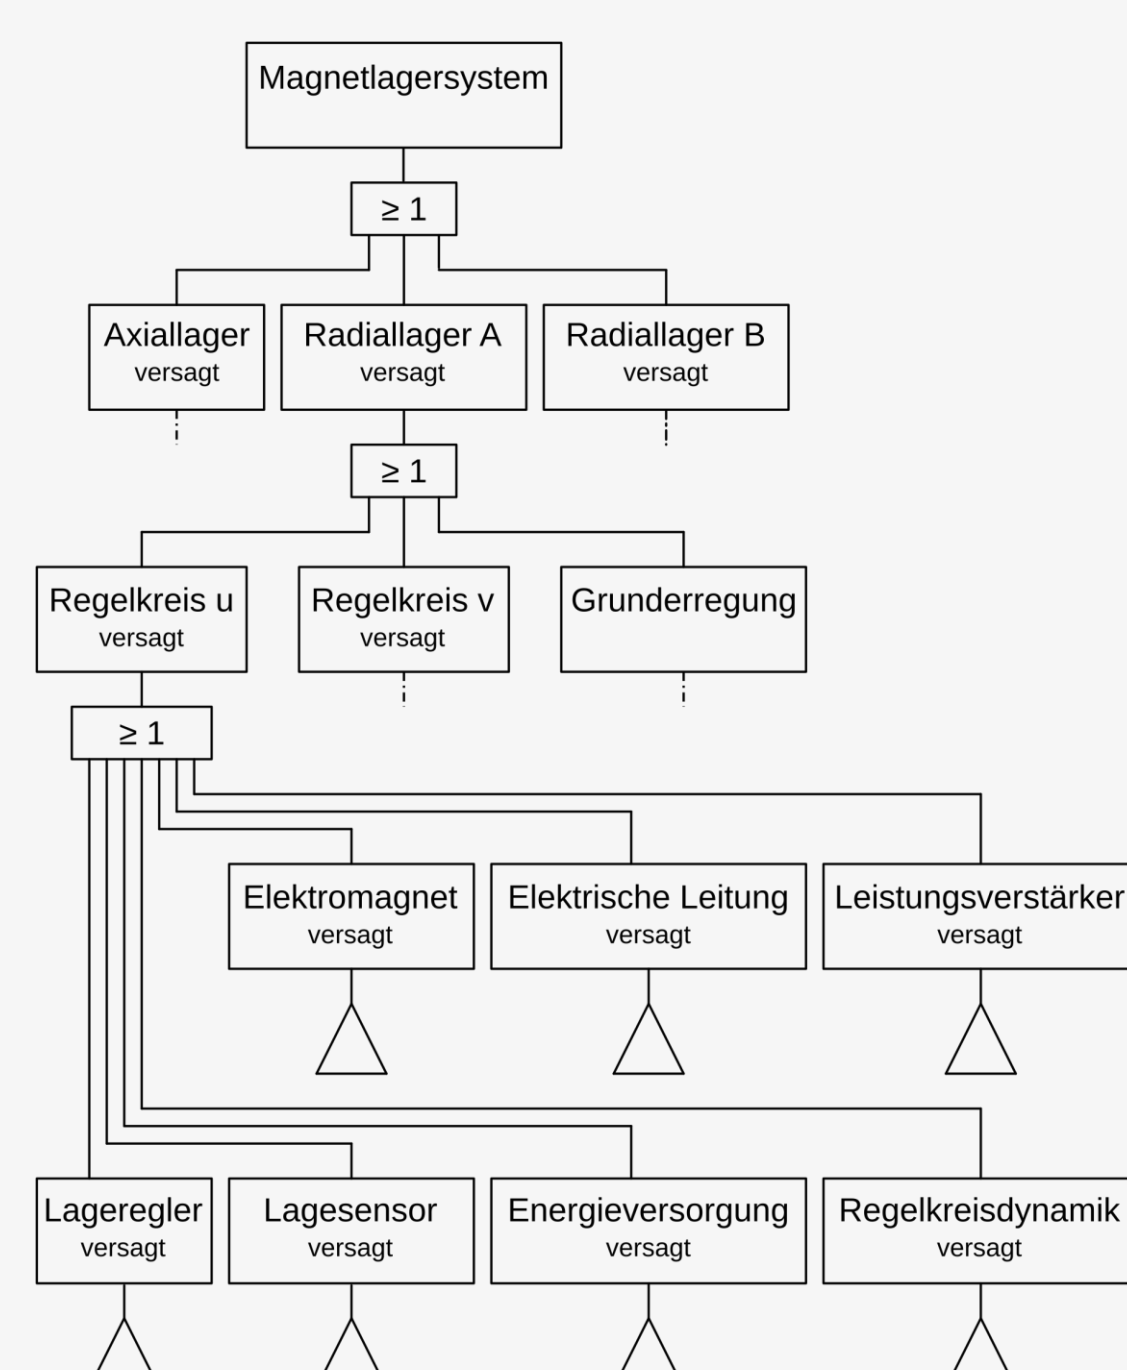 Magnetlagersystem
≥ 1
Axiallager
versagt
Radiallager A
versagt
Radiallager B
versagt
≥ 1
Regelkreis u
versagt
Regelkreis v
versagt
Grunderregung
≥ 1
Elektromagnet
versagt
Elektrische Leitung
versagt
Leistungsverstärker
versagt
Lageregler
versagt
Lagesensor
versagt
Energieversorgung
versagt
Regelkreisdynamik
versagt